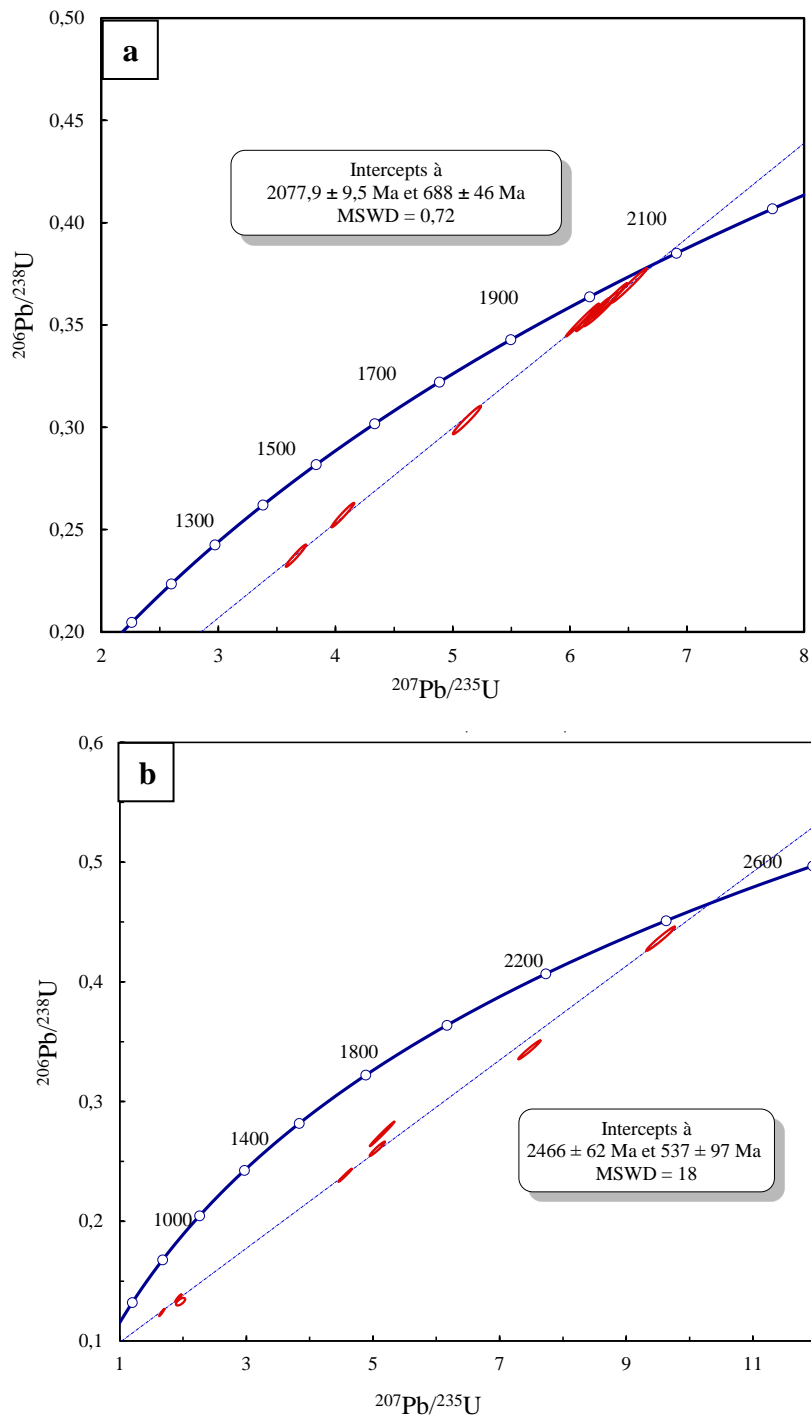 0,50
a
0,45
Intercepts à
2077,9 ± 9,5 Ma et 688 ± 46 Ma
MSWD = 0,72
0,40
2100
1900
0,35
1700
0,30
1500
1300
0,25
0,20
2 3 4 5 6 7 8
206Pb/238U
207Pb/235U
0,6
b
0,5
2600
2200
0,4
1800
0,3
1400
Intercepts à
2466 ± 62 Ma et 537 ± 97 Ma
MSWD = 18
1000
0,2
0,1
1 3 5 7 9 11
206Pb/238U
207Pb/235U